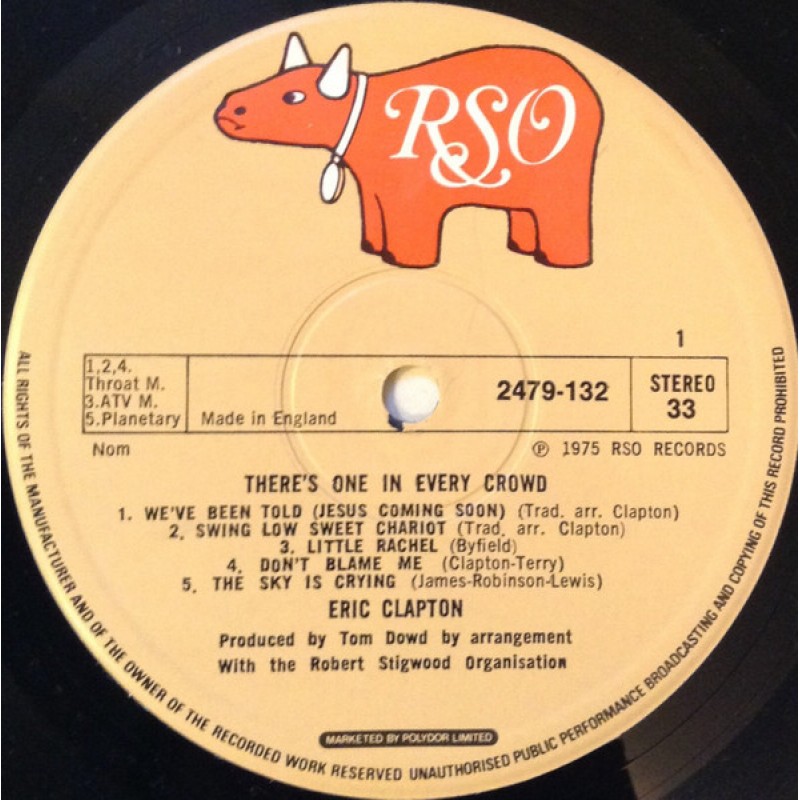 RSO
1
1,2,4.
Throat M.
3.ATV M.
5.Planetary
Made in England
2479-132
STEREO
33
Nom
℗ 1975 RSO RECORDS
THERE'S ONE IN EVERY CROWD
1. WE'VE BEEN TOLD (JESUS COMING SOON) (Trad. arr. Clapton)
2. SWING LOW SWEET CHARIOT (Trad. arr. Clapton)
3. LITTLE RACHEL (Byfield)
4. DON'T BLAME ME (Clapton-Terry)
5. THE SKY IS CRYING (James-Robinson-Lewis)
ERIC CLAPTON
Produced by Tom Dowd by arrangement
With the Robert Stigwood Organisation
MARKETED BY POLYDOR LIMITED
ALL RIGHTS OF THE MANUFACTURER AND OF THE OWNER OF THE RECORDED WORK RESERVED UNAUTHORISED PUBLIC PERFORMANCE BROADCASTING AND COPYING OF THIS RECORD PROHIBITED